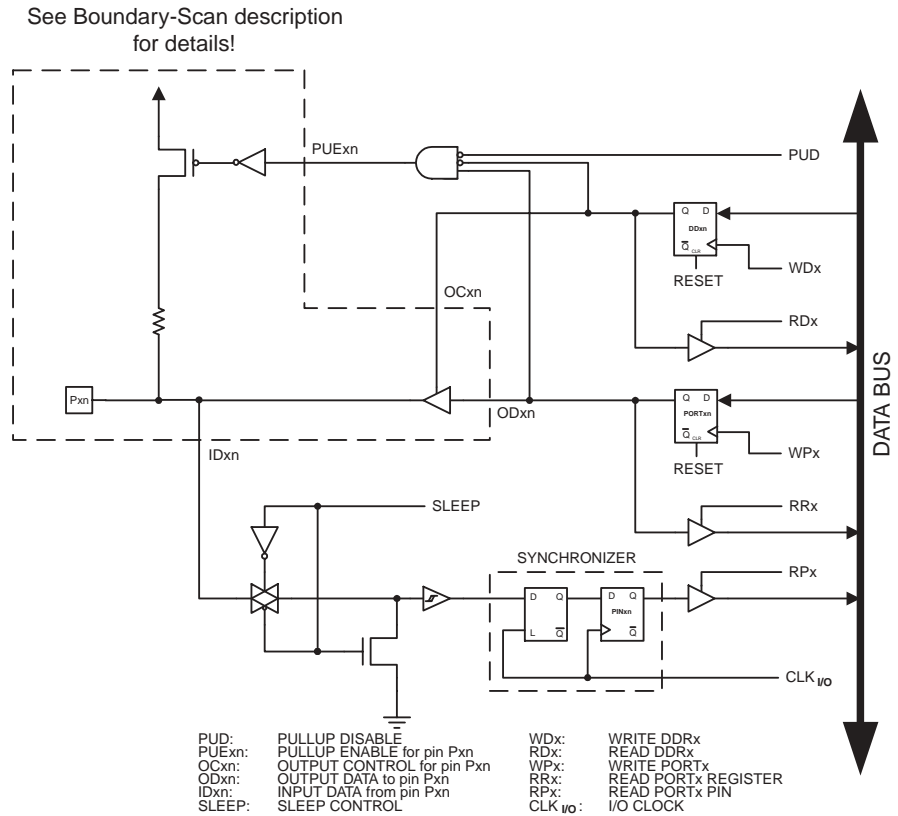 See Boundary-Scan description
for details!
PUExn
PUD
Q D
DDxn
Q CLR
WDx
RESET
OCxn
RDx
Pxn
ODxn
Q D
PORTxn
Q CLR
WPx
RESET
IDxn
SLEEP
RRx
SYNCHRONIZER
RPx
D Q
L Q
D Q
PINxn
Q
CLK I/O
DATA BUS
PUD: PULLUP DISABLE
PUExn: PULLUP ENABLE for pin Pxn
OCxn: OUTPUT CONTROL for pin Pxn
ODxn: OUTPUT DATA to pin Pxn
IDxn: INPUT DATA from pin Pxn
SLEEP: SLEEP CONTROL
WDx: WRITE DDRx
RDx: READ DDRx
WPx: WRITE PORTx
RRx: READ PORTx REGISTER
RPx: READ PORTx PIN
CLK I/O: I/O CLOCK